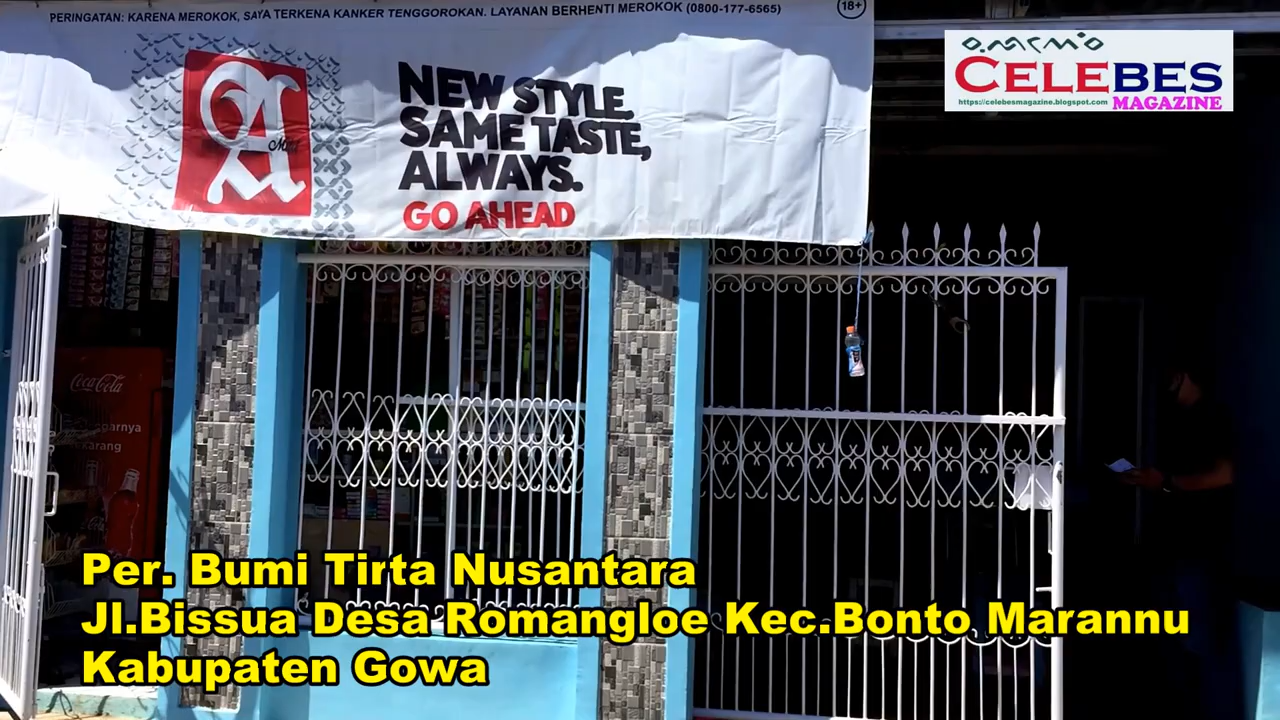 PERINGATAN: KARENA MEROKOK, SAYA TERKENA KANKER TENGGOROKAN. LAYANAN BERHENTI MEROKOK (0800-177-6565)
18+
A Mild
NEW STYLE.
SAME TASTE,
ALWAYS.
GO AHEAD
CELEBES
https://celebesmagazine.blogspot.com
MAGAZINE
Coca-Cola
Per. Bumi Tirta Nusantara
Jl.Bissua Desa Romangloe Kec.Bonto Marannu
Kabupaten Gowa